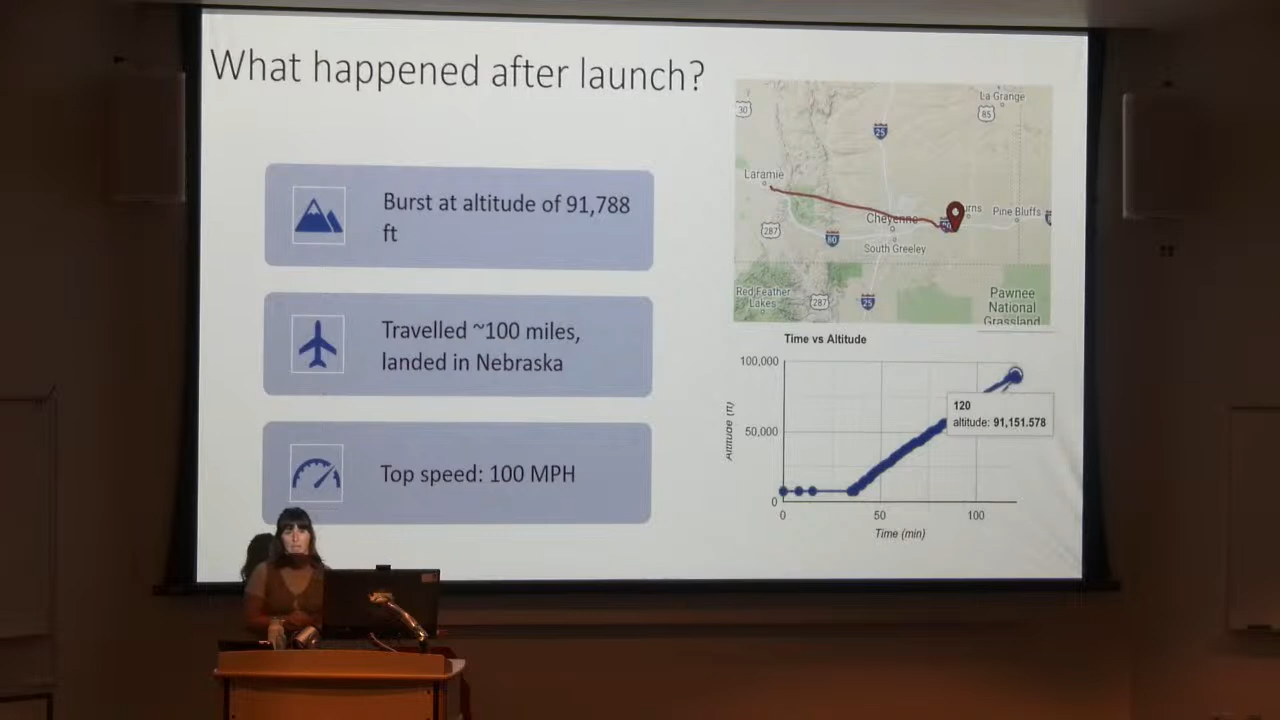 What happened after launch?
Burst at altitude of 91,788
ft
Travelled ~100 miles,
landed in Nebraska
Top speed: 100 MPH
30
La Grange
85
25
Laramie
Cheyenne
urns
Pine Bluffs
287
80
South Greeley
Red Feather
Lakes
287
25
Pawnee
National
Grassland
Time vs Altitude
100,000
50,000
0
Altitude (ft)
120
altitude: 91,151.578
0
50
100
Time (min)